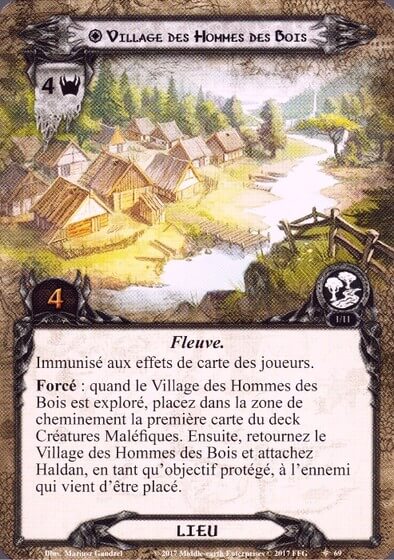 Village des Hommes des Bois
4
4
1/11
Fleuve.
Immunisé aux effets de carte des joueurs.
Forcé : quand le Village des Hommes des
Bois est exploré, placez dans la zone de
cheminement la première carte du deck
Créatures Maléfiques. Ensuite, retournez le
Village des Hommes des Bois et attachez
Haldan, en tant qu'objectif protégé, à l'ennemi
qui vient d'être placé.
LIEU
Illus. Mariusz Gandzel
© 2017 Middle-earth Enterprises © 2017 FFG
69